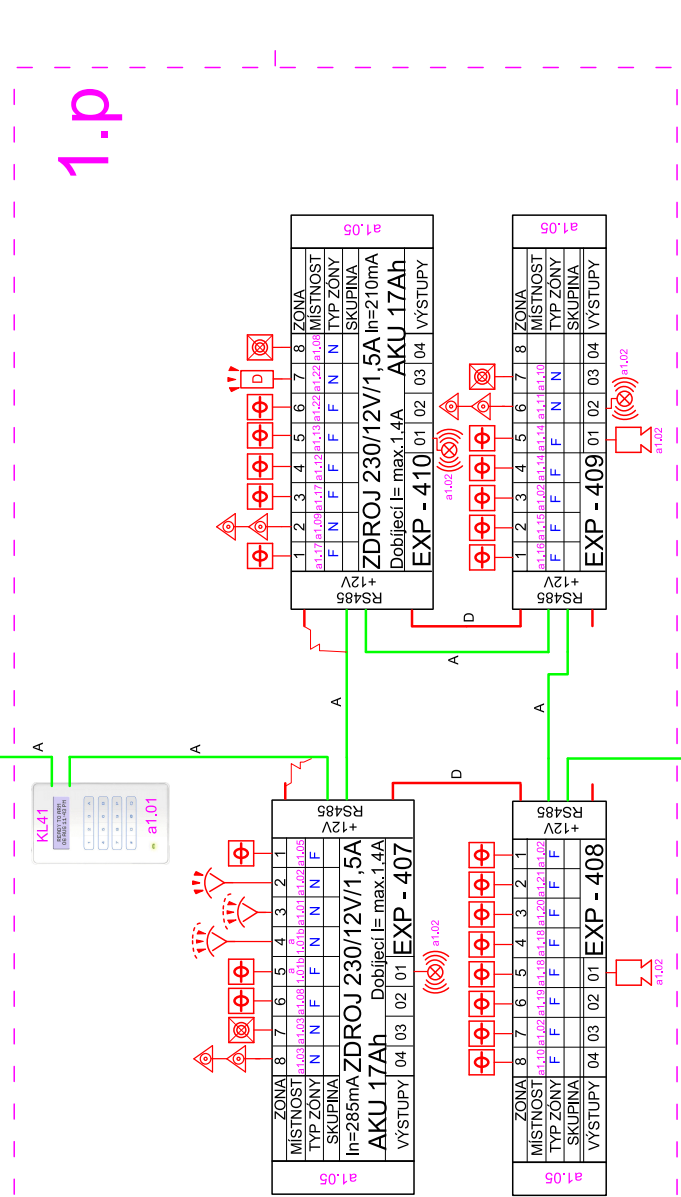 1.p
a1.05
ZONA 8 7 6 5 4 3 2 1
MÍSTNOST a1.08 a1.22 a1.22 a1.13 a1.12 a1.17 a1.09 a1.17
TYP ZÓNY N N F F F F N F
SKUPINA
ZDROJ 230/12V/1,5A In=210mA
Dobíjecí I= max.1,4A AKU 17Ah
EXP - 410 01 02 03 04 VÝSTUPY
RS485
+12V
D
a1.02
a1.05
ZONA 8 7 6 5 4 3 2 1
MÍSTNOST a1.10 a1.11 a1.14 a1.14 a1.02 a1.15 a1.16
TYP ZÓNY N N F F F F F
SKUPINA
EXP - 409 01 02 03 04 VÝSTUPY
RS485
+12V
a1.02
a1.02
D
A
A
A
A
A
D
KL41
READY TO ARM
a1.01
RS485
+12V
1 2 3 4 5 6 7 8 ZONA
a1.05 a1.02 a1.01 a 1.01b a 1.01b a1.08 a1.03 a1.03 MÍSTNOST
F N N N F F N N TYP ZÓNY
SKUPINA
In=285mA ZDROJ 230/12V/1,5A
AKU 17Ah Dobíjecí I= max.1,4A
VÝSTUPY 04 03 02 01 EXP - 407
a1.05
a1.02
RS485
+12V
1 2 3 4 5 6 7 8 ZONA
a1.02 a1.21 a1.20 a1.18 a1.18 a1.19 a1.02 a1.10 MÍSTNOST
F F F F F F F F TYP ZÓNY
SKUPINA
VÝSTUPY 04 03 02 01 EXP - 408
a1.05
a1.02